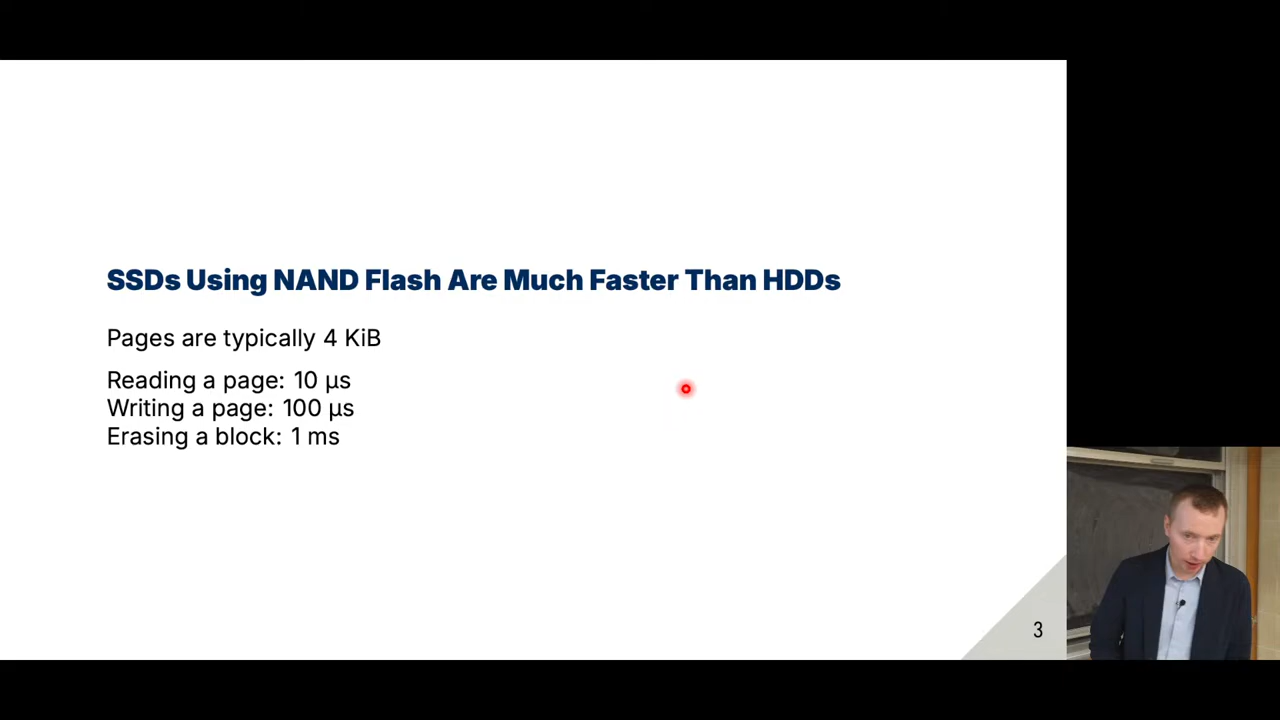 SSDs Using NAND Flash Are Much Faster Than HDDs
Pages are typically 4 KiB
Reading a page: 10 µs
Writing a page: 100 µs
Erasing a block: 1 ms
3